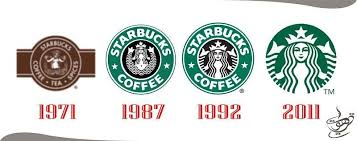 STARBUCKS
COFFEE • TEA • SPICES
STARBUCKS
COFFEE
®
STARBUCKS
COFFEE
®
TM
1971
1987
1992
2011